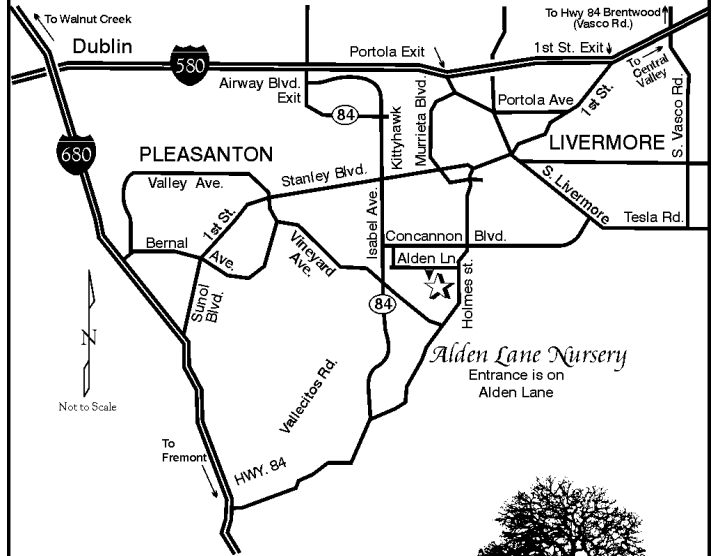 To Walnut Creek
To Hwy 84 Brentwood
(Vasco Rd.)
Dublin
Portola Exit
1st St. Exit
580
To
Central
Valley
Airway Blvd.
Exit
84
Kittyhawk
Murrieta Blvd.
Portola Ave
1st St.
S. Vasco Rd.
680
PLEASANTON
LIVERMORE
Valley Ave.
Stanley Blvd.
1st St.
Isabel Ave.
S. Livermore
Tesla Rd.
Bernal
Ave.
Vineyard
Ave.
Concannon Blvd.
Alden Ln.
Sunol
Blvd.
84
Holmes st.
N
Not to Scale
Alden Lane Nursery
Entrance is on
Alden Lane
Vallecitos Rd.
To
Fremont
HWY. 84